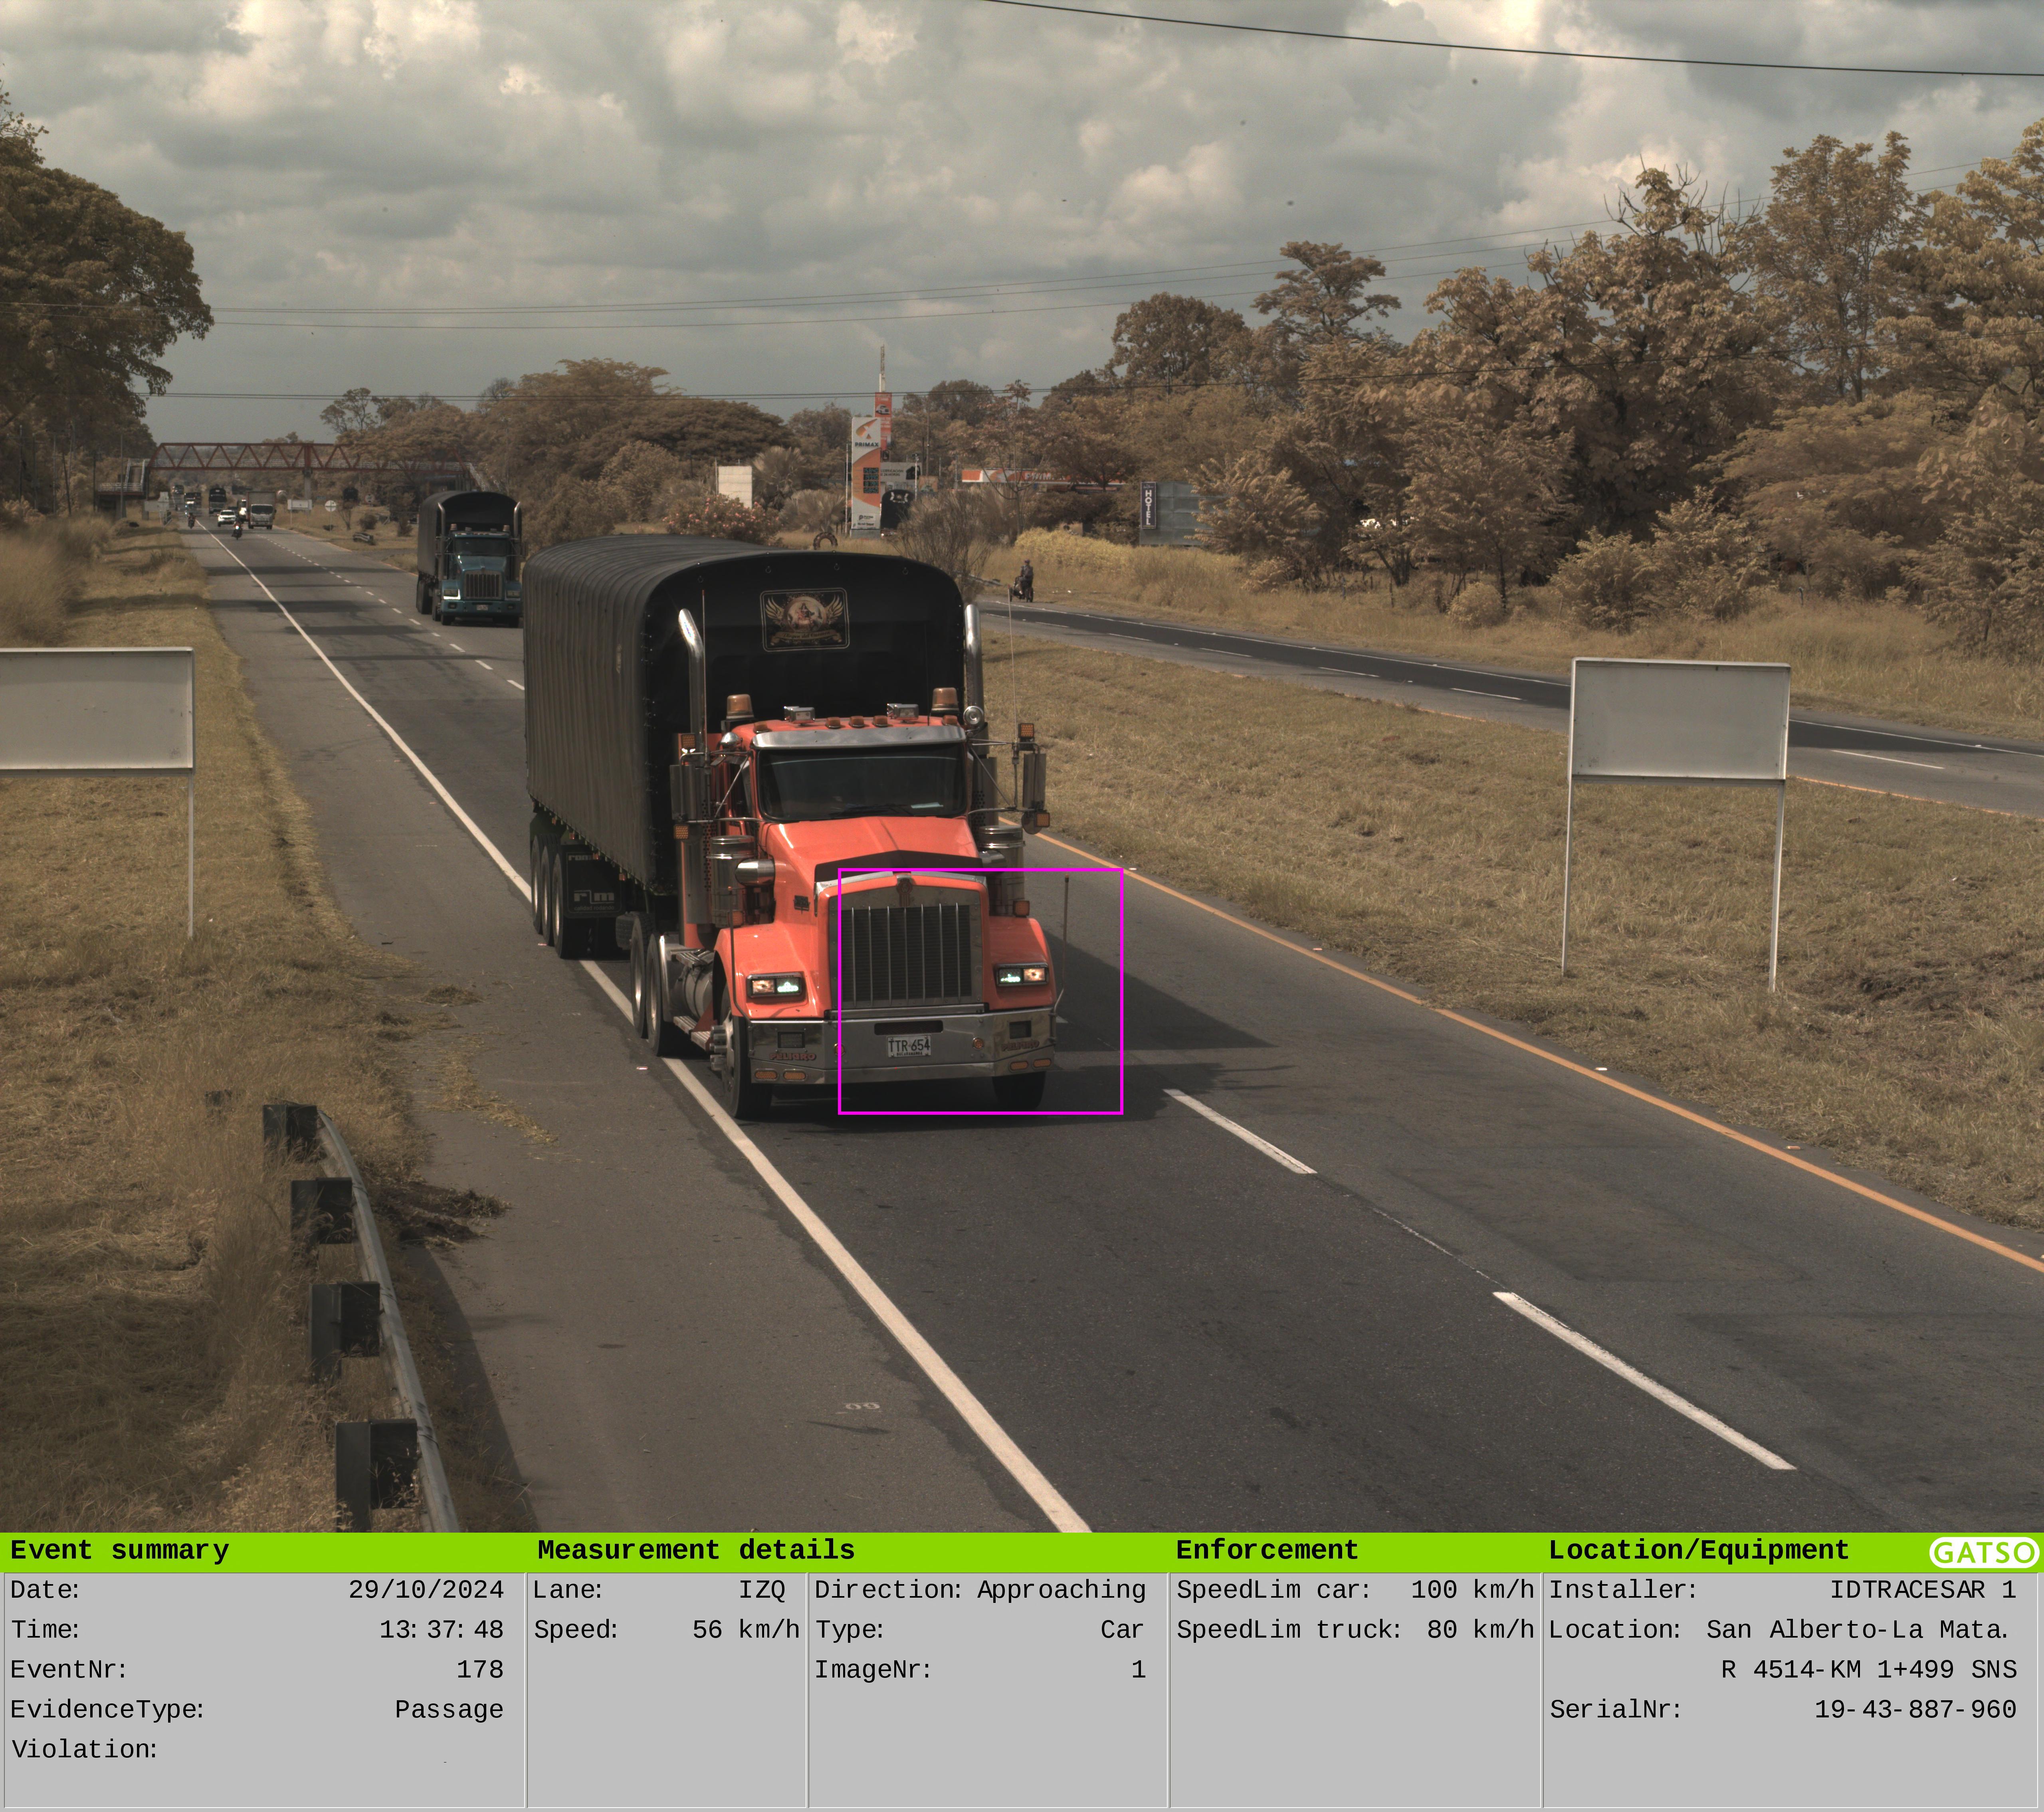 PRIMAX
HOTEL
rlm
TTR-654
Event summary
Measurement details
Enforcement
Location/Equipment
GATSO
Date: 29/10/2024
Lane: IZQ
Direction: Approaching
SpeedLim car: 100 km/h
Installer: IDTRACESAR 1
Time: 13:37:48
Speed: 56 km/h
Type: Car
SpeedLim truck: 80 km/h
Location: San Alberto-La Mata.
EventNr: 178
ImageNr: 1
R 4514-KM 1+499 SNS
EvidenceType: Passage
SerialNr: 19-43-887-960
Violation: